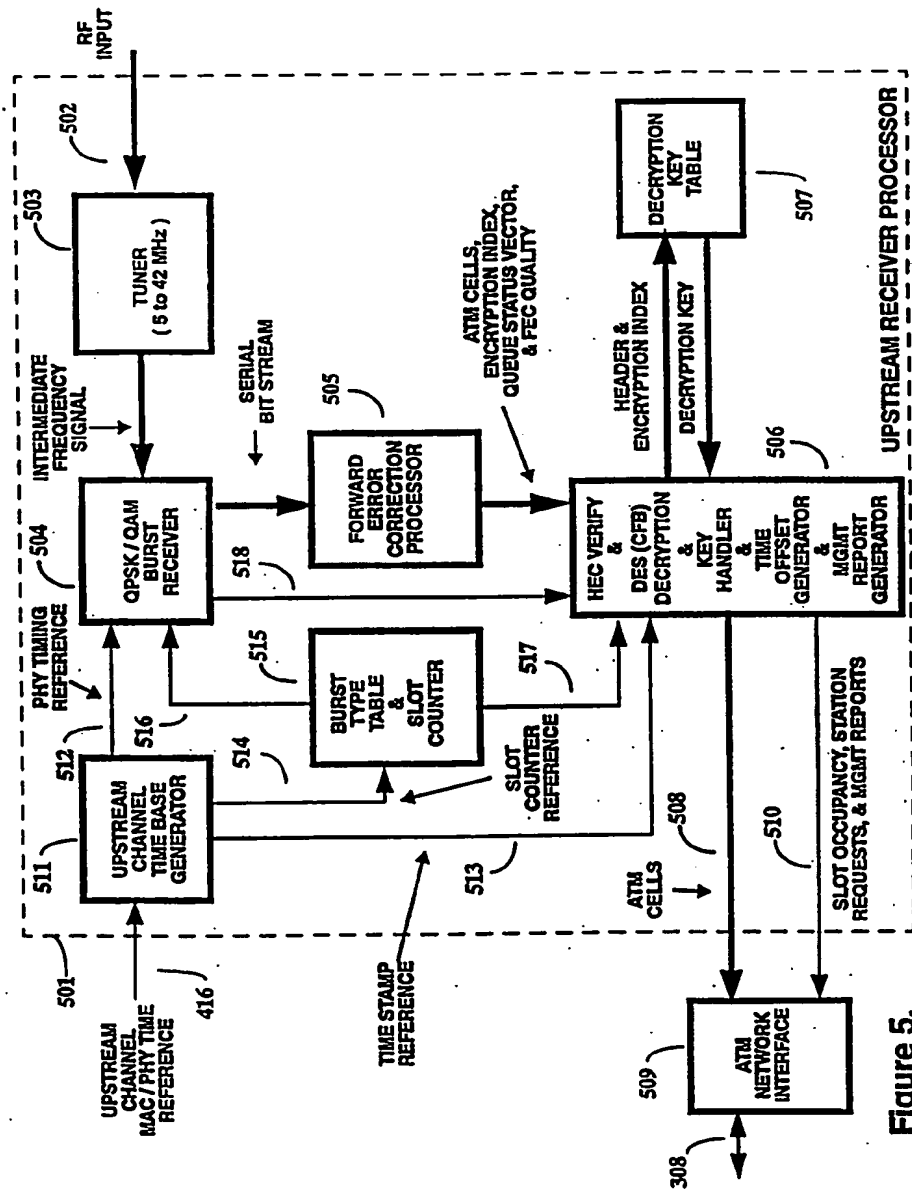 RF
INPUT
502
503
TUNER
( 5 to 42 MHz )
INTERMEDIATE
FREQUENCY
SIGNAL
504
QPSK / QAM
BURST
RECEIVER
PHY TIMING
REFERENCE
512
511
UPSTREAM
CHANNEL
TIME BASE
GENERATOR
501
UPSTREAM
CHANNEL
MAC / PHY TIME
REFERENCE
416
SERIAL
BIT STREAM
505
FORWARD
ERROR
CORRECTION
PROCESSOR
518
516
515
BURST
TYPE
TABLE
&
SLOT
COUNTER
514
517
SLOT
COUNTER
REFERENCE
513
TIME STAMP
REFERENCE
ATM CELLS,
ENCRYPTION INDEX,
QUEUE STATUS VECTOR,
& FEC QUALITY
DECRYPTION
KEY
TABLE
507
HEADER &
ENCRYPTION INDEX
DECRYPTION KEY
506
HEC VERIFY
&
DES (CFB)
DECRYPTION
&
KEY
HANDLER
&
TIME
OFFSET
GENERATOR
&
MGMT
REPORT
GENERATOR
UPSTREAM RECEIVER PROCESSOR
508
ATM
CELLS
510
SLOT OCCUPANCY, STATION
REQUESTS, & MGMT REPORTS
509
ATM
NETWORK
INTERFACE
308
Figure 5.